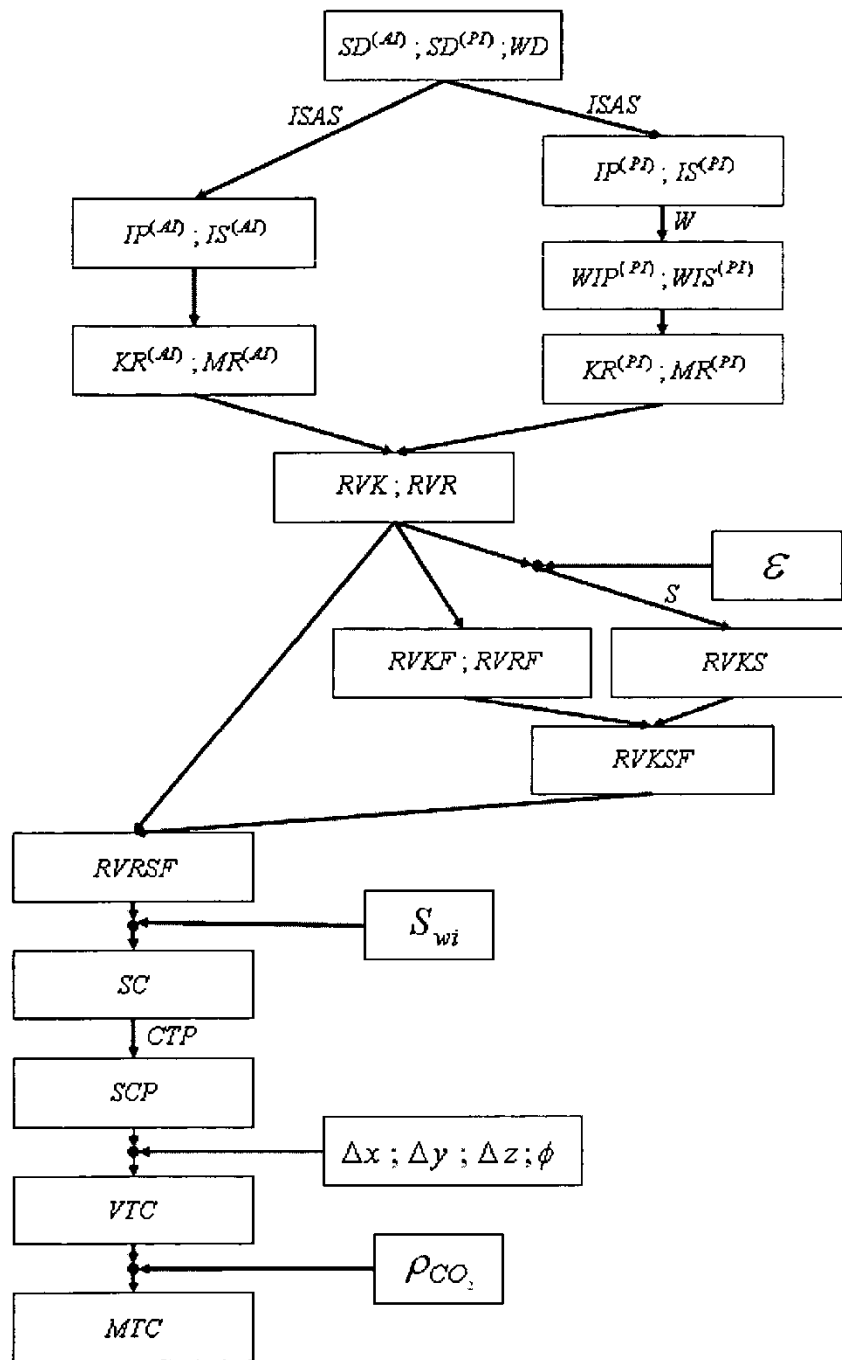 SD(AI) ; SD(PI) ; WD
ISAS
ISAS
IP(PI) ; IS(PI)
IP(AI) ; IS(AI)
W
WIP(PI) ; WIS(PI)
KR(AI) ; MR(AI)
KR(PI) ; MR(PI)
RVK ; RVR
ε
S
RVKF ; RVRF
RVKS
RVKSF
RVRSF
Swi
SC
CTP
SCP
Δx ; Δy ; Δz ; ϕ
VTC
ρCO2
MTC